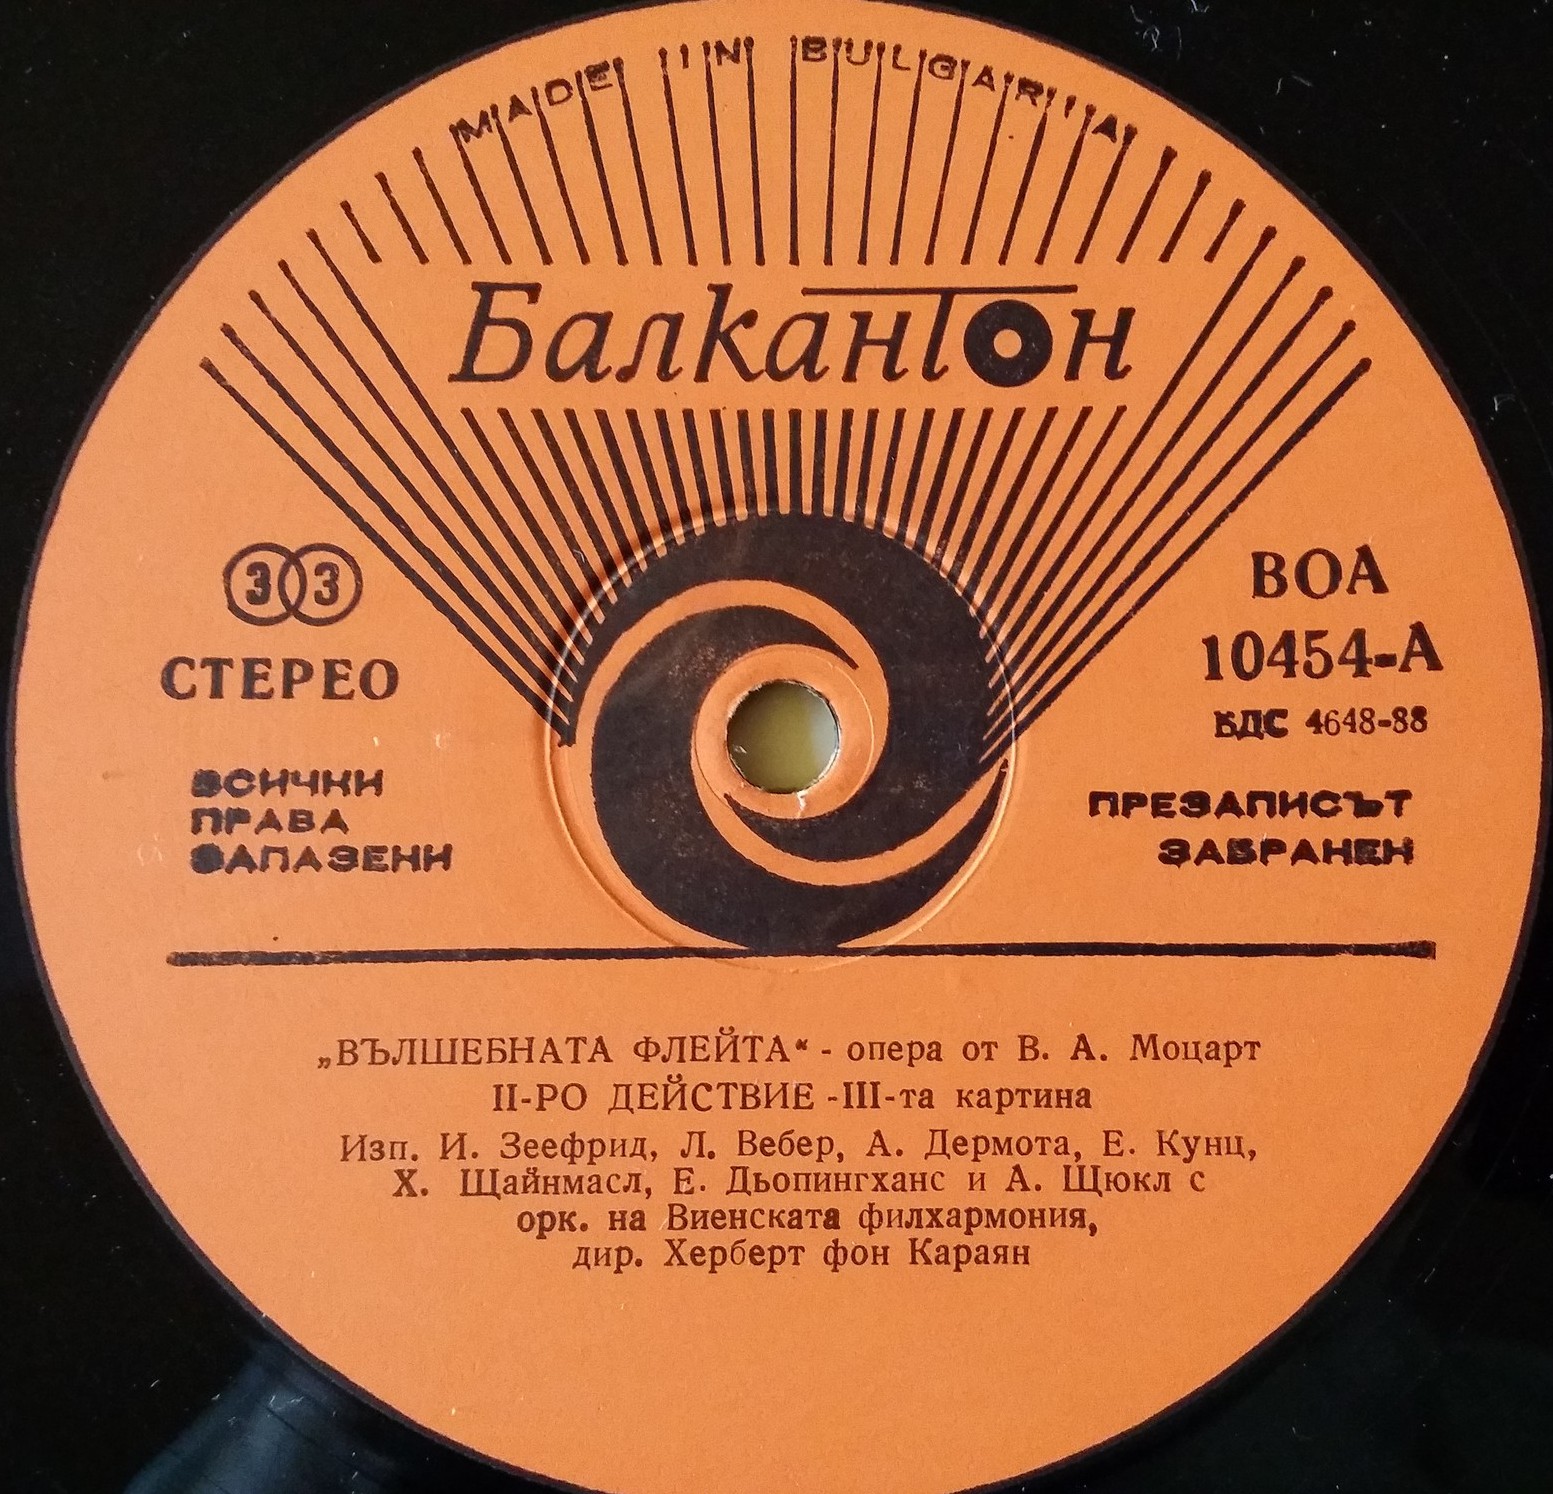 MADE IN BULGARIA
Балкантон
33
СТЕРЕО
ВСИЧКИ
ПРАВА
ЗАПАЗЕНИ
ВОА
10454-А
БДС 4648-88
ПРЕЗАПИСЪТ
ЗАБРАНЕН
„ВЪЛШЕБНАТА ФЛЕЙТА“ - опера от В. А. Моцарт
II-РО ДЕЙСТВИЕ -III-та картина
Изп. И. Зеефрид, Л. Вебер, А. Дермота, Е. Кунц,
Х. Щайнмасл, Е. Дьопингханс и А. Щюкл с
орк. на Виенската филхармония,
дир. Херберт фон Караян